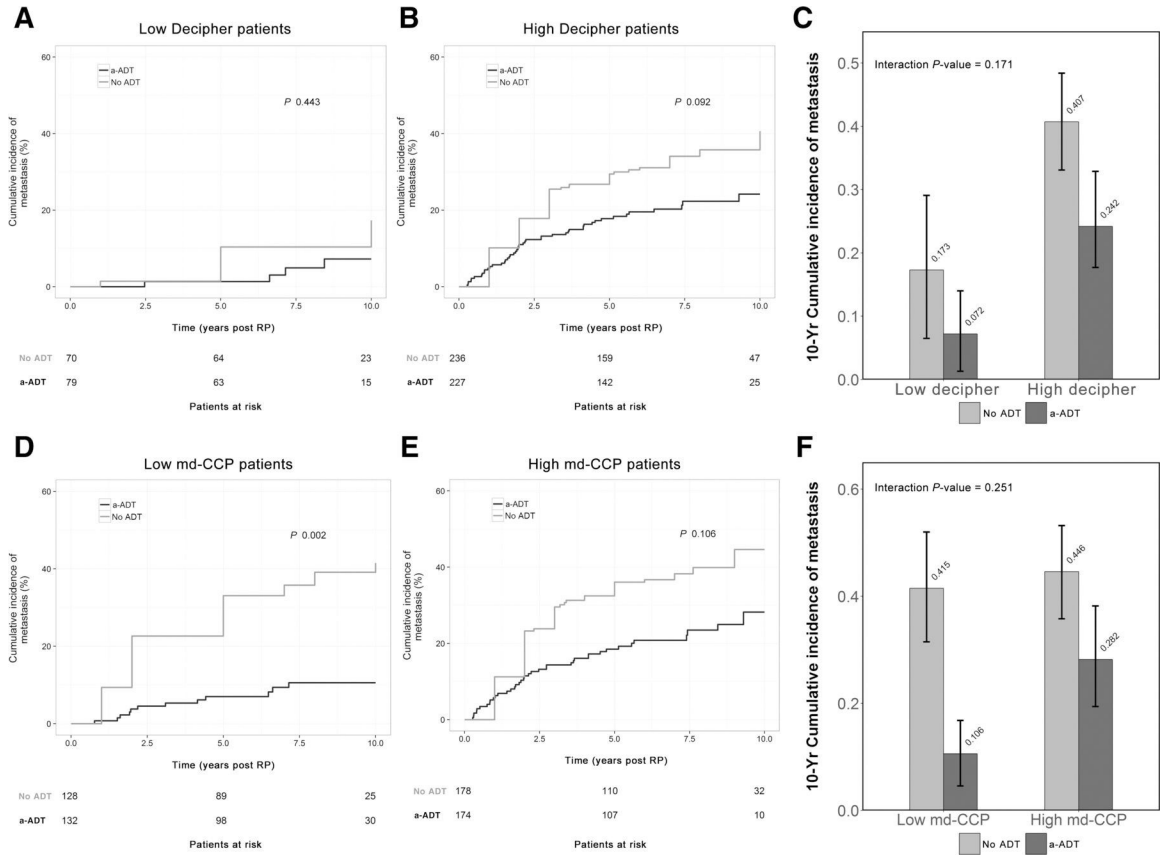 A
Low Decipher patients
60
40
20
0
Cumulative incidence of
metastasis (%)
a-ADT
No ADT
P 0.443
0.0 2.5 5.0 7.5 10.0
Time (years post RP)
No ADT 70 64 23
a-ADT 79 63 15
Patients at risk
B
High Decipher patients
60
40
20
0
Cumulative incidence of
metastasis (%)
a-ADT
No ADT
P 0.092
0.0 2.5 5.0 7.5 10.0
Time (years post RP)
No ADT 236 159 47
a-ADT 227 142 25
Patients at risk
C
10-Yr Cumulative incidence of metastasis
0.5
0.4
0.3
0.2
0.1
0.0
Interaction P-value = 0.171
0.173
0.072
0.407
0.242
Low decipher High decipher
No ADT a-ADT
D
Low md-CCP patients
60
40
20
0
Cumulative incidence of
metastasis (%)
a-ADT
No ADT
P 0.002
0.0 2.5 5.0 7.5 10.0
Time (years post RP)
No ADT 128 89 25
a-ADT 132 98 30
Patients at risk
E
High md-CCP patients
60
40
20
0
Cumulative incidence of
metastasis (%)
a-ADT
No ADT
P 0.106
0.0 2.5 5.0 7.5 10.0
Time (years post RP)
No ADT 178 110 32
a-ADT 174 107 10
Patients at risk
F
10-Yr Cumulative incidence of metastasis
0.6
0.4
0.2
0.0
Interaction P-value = 0.251
0.415
0.106
0.446
0.282
Low md-CCP High md-CCP
No ADT a-ADT